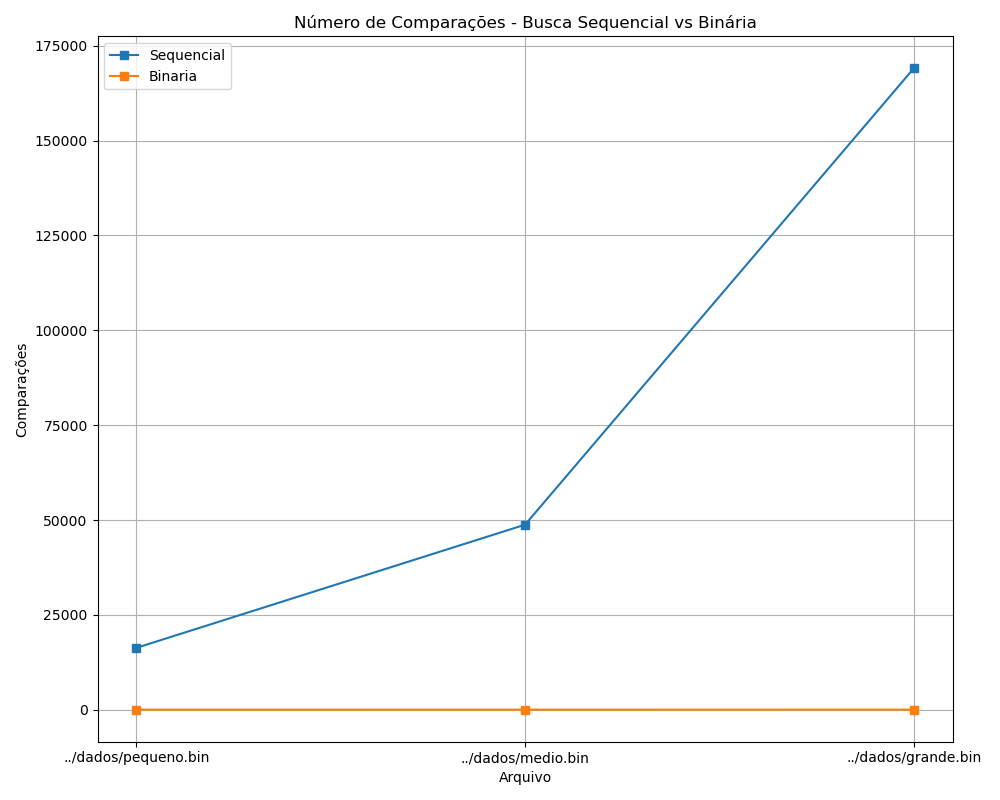 Número de Comparações - Busca Sequencial vs Binária
Sequencial
Binaria
175000
150000
125000
100000
75000
50000
25000
0
Comparações
../dados/pequeno.bin
../dados/medio.bin
../dados/grande.bin
Arquivo